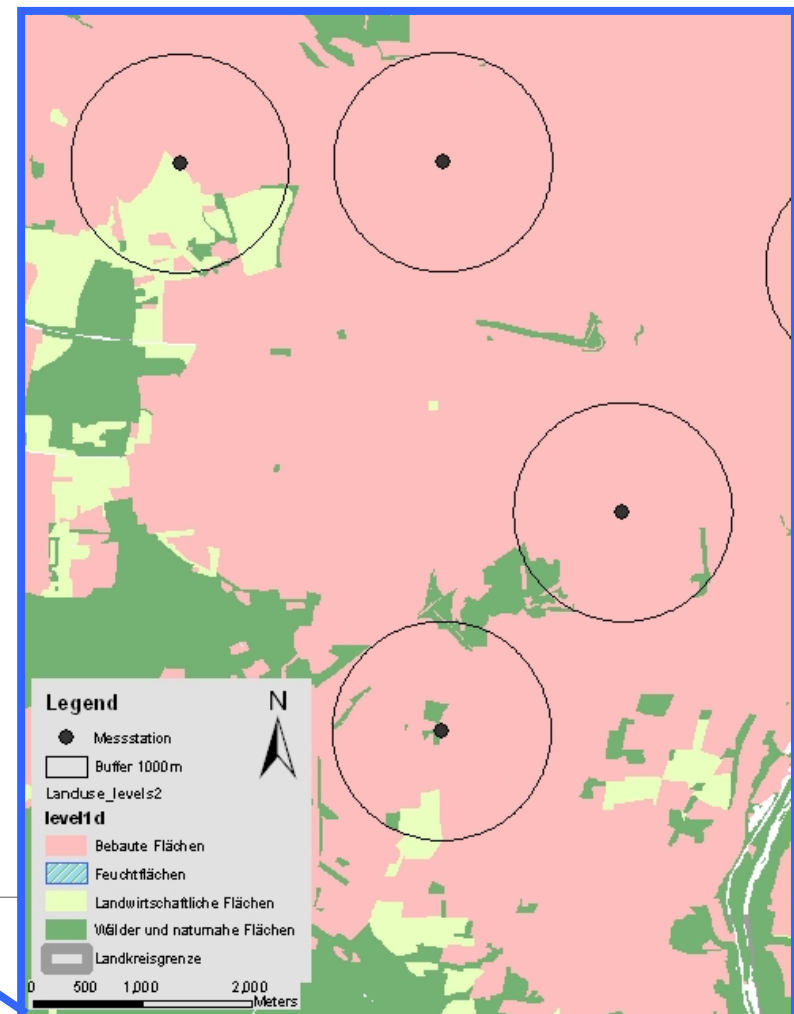 Legend
N
Messstation
Buffer 1000m
Landuse_levels2
level1d
Bebaute Flächen
Feuchtflächen
Landwirtschaftliche Flächen
Wälder und naturnahe Flächen
Landkreisgrenze
0 500 1,000 2,000
Meters